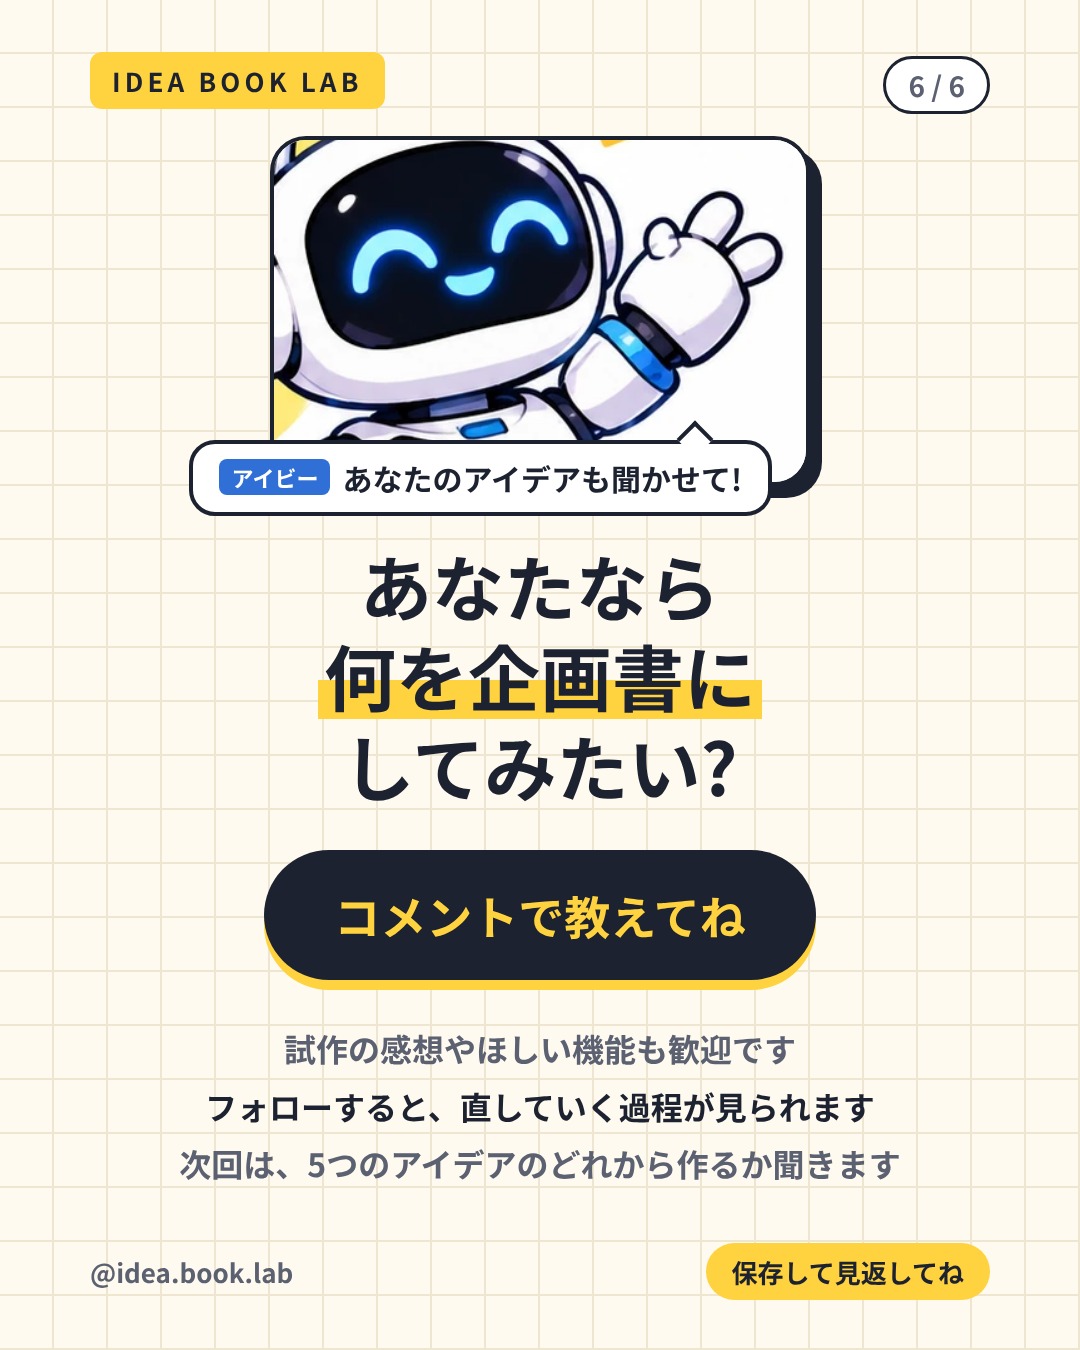 IDEA BOOK LAB
6 / 6
アイビー あなたのアイデアも聞かせて!
あなたなら
何を企画書に
してみたい?
コメントで教えてね
試作の感想やほしい機能も歓迎です
フォローすると、直していく過程が見られます
次回は、5つのアイデアのどれから作るか聞きます
@idea.book.lab
保存して見返してね